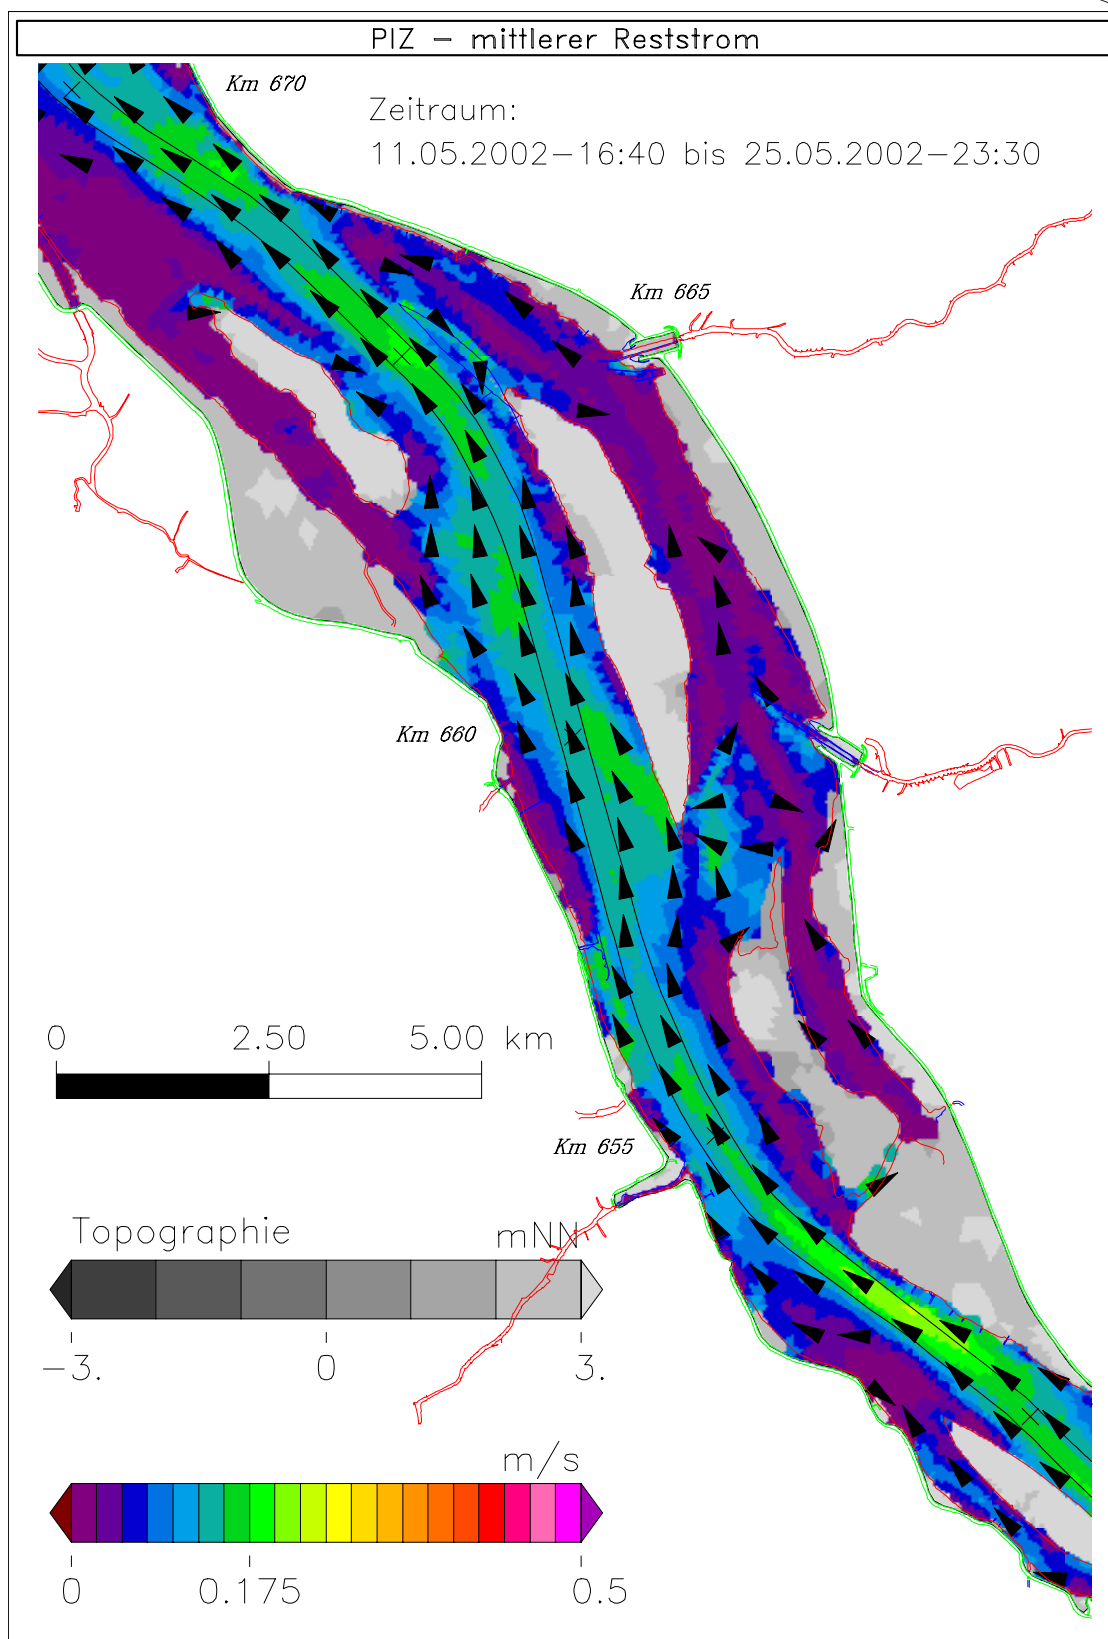 PIZ – mittlerer Reststrom
Km 670
Zeitraum:
11.05.2002–16:40 bis 25.05.2002–23:30
Km 665
Km 660
0 2.50 5.00 km
Km 655
Topographie mNN
–3. 0 3.
m/s
0 0.175 0.5